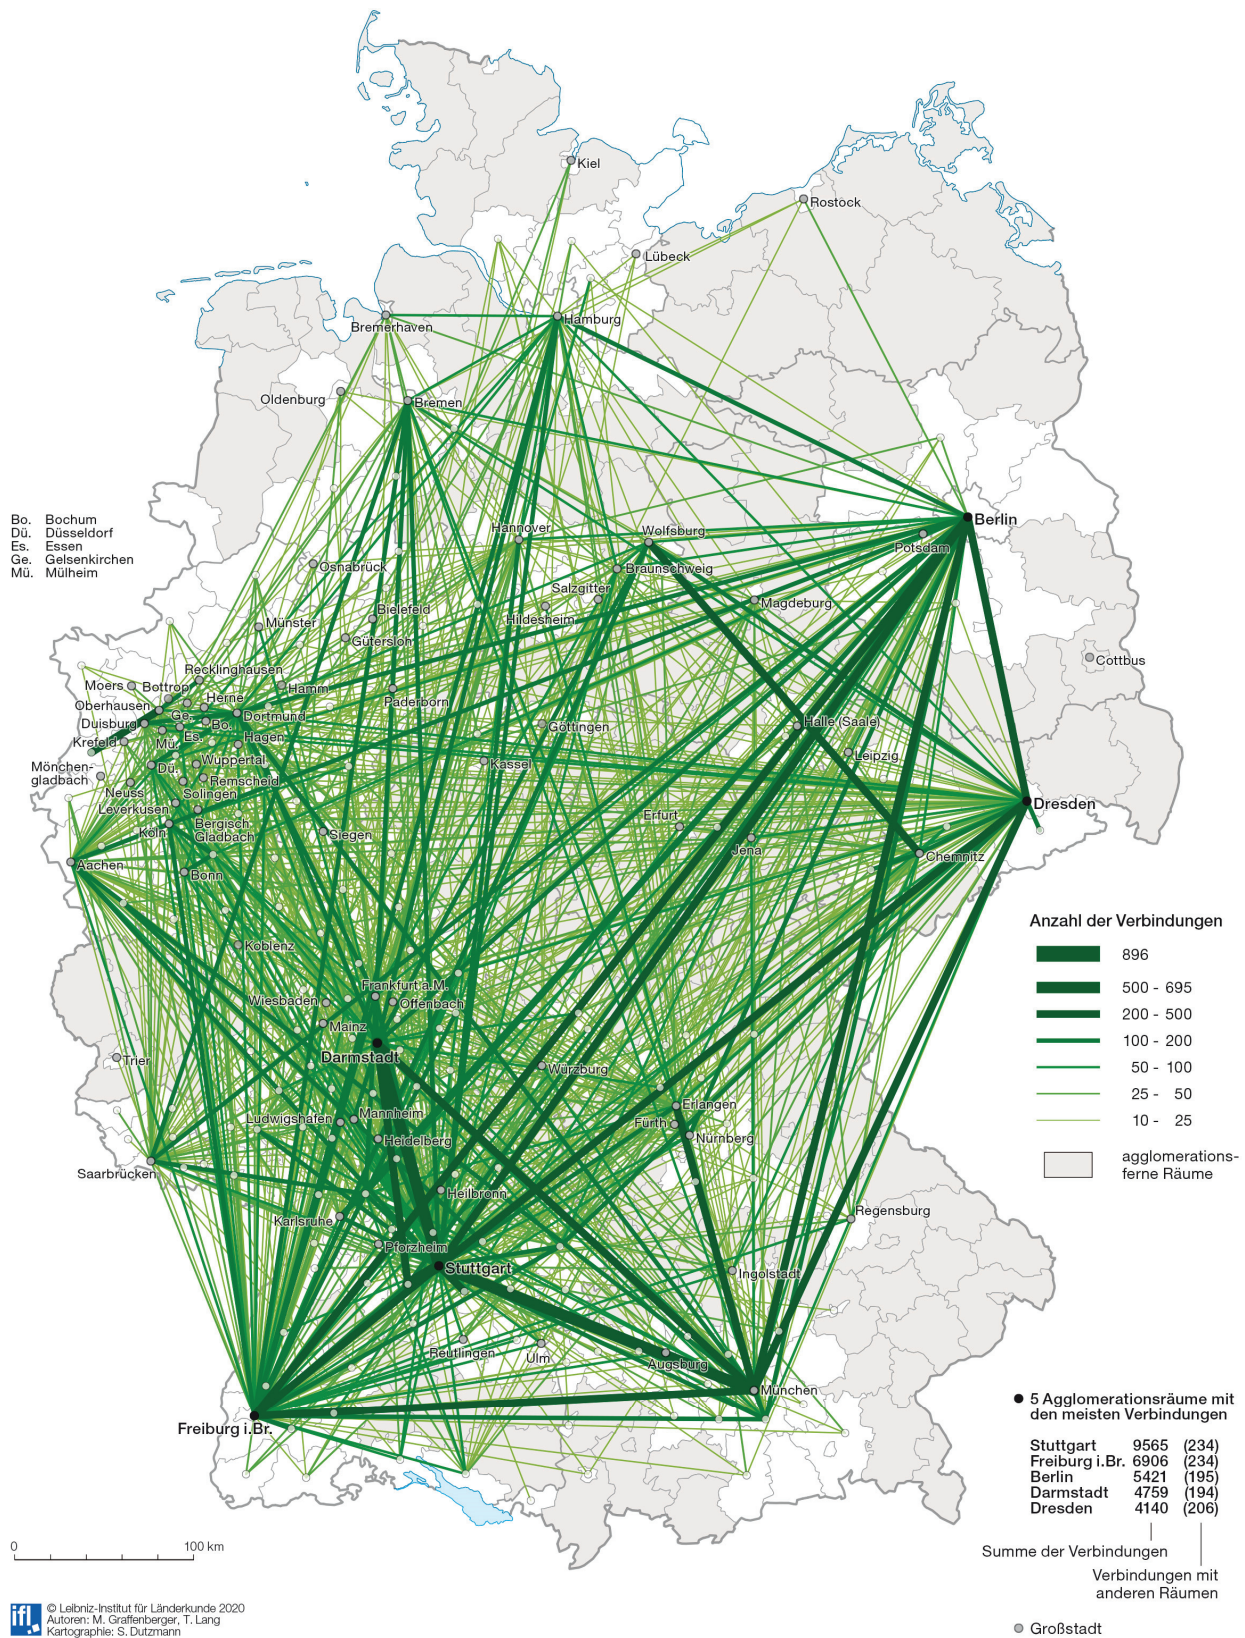 Kiel
Rostock
Lübeck
Hamburg
Bremerhaven
Oldenburg
Bremen
Bo. Bochum
Dü. Düsseldorf
Es. Essen
Ge. Gelsenkirchen
Mü. Mülheim
Hannover
Wolfsburg
Berlin
Potsdam
Osnabrück
Braunschweig
Salzgitter
Magdeburg
Hildesheim
Bielefeld
Münster
Gütersloh
Cottbus
Recklinghausen
Moers
Bottrop
Hamm
Paderborn
Oberhausen
Herne
Ge.
Dortmund
Duisburg
Bo.
Göttingen
Halle (Saale)
Es.
Krefeld
Mü.
Hagen
Leipzig
Wuppertal
Kassel
Mönchen-
gladbach
Dü.
Remscheid
Neuss
Solingen
Dresden
Leverkusen
Erfurt
Köln
Bergisch
Gladbach
Siegen
Jena
Chemnitz
Aachen
Bonn
Koblenz
Frankfurt a.M.
Wiesbaden
Offenbach
Mainz
Darmstadt
Trier
Würzburg
Erlangen
Ludwigshafen
Mannheim
Fürth
Nürnberg
Heidelberg
Saarbrücken
Heilbronn
Karlsruhe
Regensburg
Pforzheim
Stuttgart
Ingolstadt
Reutlingen
Ulm
Augsburg
München
Freiburg i.Br.
Anzahl der Verbindungen
896
500 - 695
200 - 500
100 - 200
50 - 100
25 - 50
10 - 25
agglomerations-
ferne Räume
5 Agglomerationsräume mit
den meisten Verbindungen
Stuttgart 9565 (234)
Freiburg i.Br. 6906 (234)
Berlin 5421 (195)
Darmstadt 4759 (194)
Dresden 4140 (206)
Summe der Verbindungen
Verbindungen mit
anderen Räumen
Großstadt
0 100 km
ifl
© Leibniz-Institut für Länderkunde 2020
Autoren: M. Graffenberger, T. Lang
Kartographie: S. Dutzmann